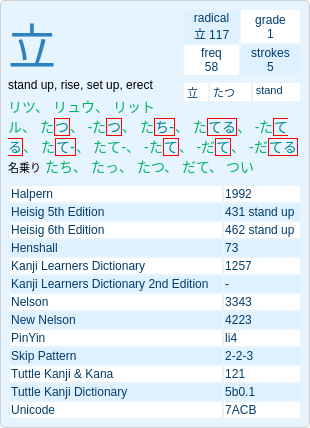 立
radical
立 117
grade
1
freq
58
strokes
5
stand up, rise, set up, erect
立 たつ stand
リツ、 リュウ、 リット
ル、 たつ、 -たつ、 たち-、 たてる、 -たて
る、 たて-、 たて-、 -たて、 -だて、 -だてる
名乗り たち、 たっ、 たつ、 だて、 つい
Halpern 1992
Heisig 5th Edition 431 stand up
Heisig 6th Edition 462 stand up
Henshall 73
Kanji Learners Dictionary 1257
Kanji Learners Dictionary 2nd Edition -
Nelson 3343
New Nelson 4223
PinYin li4
Skip Pattern 2-2-3
Tuttle Kanji & Kana 121
Tuttle Kanji Dictionary 5b0.1
Unicode 7ACB